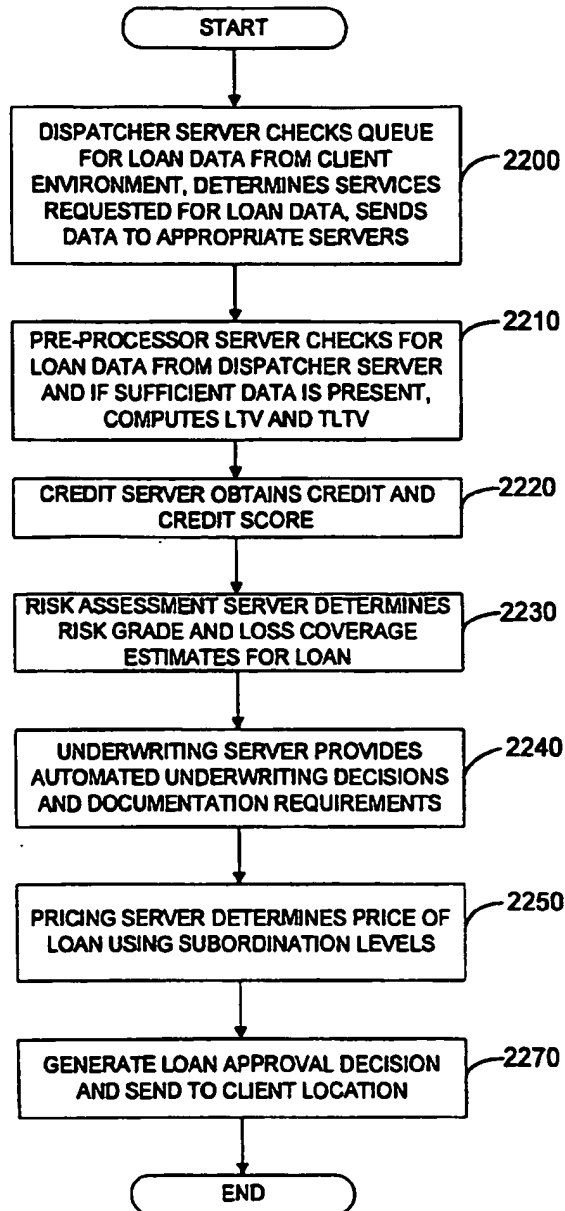 START
DISPATCHER SERVER CHECKS QUEUE
FOR LOAN DATA FROM CLIENT
ENVIRONMENT, DETERMINES SERVICES
REQUESTED FOR LOAN DATA, SENDS
DATA TO APPROPRIATE SERVERS
2200
PRE-PROCESSOR SERVER CHECKS FOR
LOAN DATA FROM DISPATCHER SERVER
AND IF SUFFICIENT DATA IS PRESENT,
COMPUTES LTV AND TLTV
2210
CREDIT SERVER OBTAINS CREDIT AND
CREDIT SCORE
2220
RISK ASSESSMENT SERVER DETERMINES
RISK GRADE AND LOSS COVERAGE
ESTIMATES FOR LOAN
2230
UNDERWRITING SERVER PROVIDES
AUTOMATED UNDERWRITING DECISIONS
AND DOCUMENTATION REQUIREMENTS
2240
PRICING SERVER DETERMINES PRICE OF
LOAN USING SUBORDINATION LEVELS
2250
GENERATE LOAN APPROVAL DECISION
AND SEND TO CLIENT LOCATION
2270
END